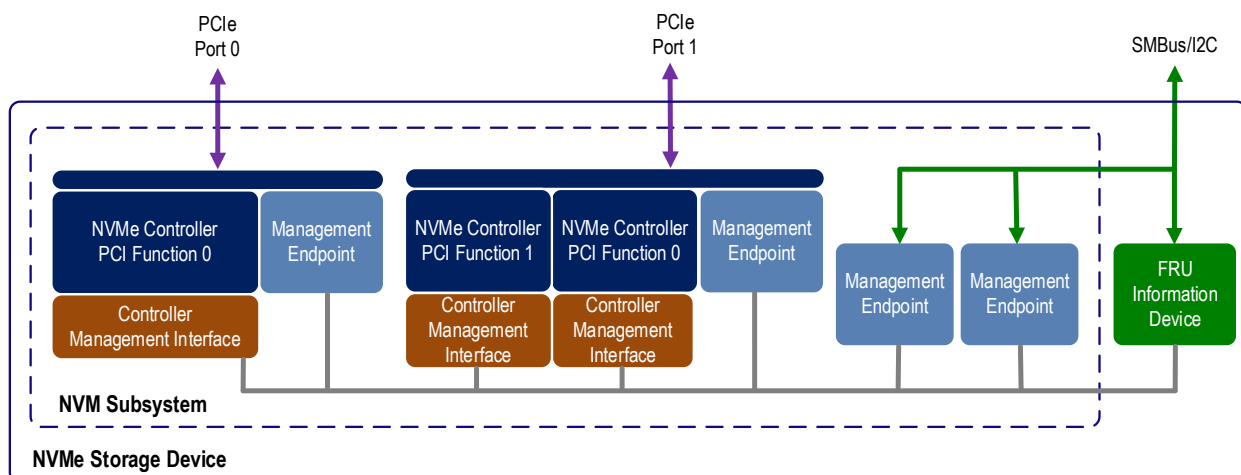 PCIe
Port 0
PCIe
Port 1
SMBus/I2C
NVMe Controller
PCI Function 0
Management
Endpoint
NVMe Controller
PCI Function 1
NVMe Controller
PCI Function 0
Management
Endpoint
Management
Endpoint
Management
Endpoint
FRU
Information
Device
Controller
Management Interface
Controller
Management
Interface
Controller
Management
Interface
NVM Subsystem
NVMe Storage Device